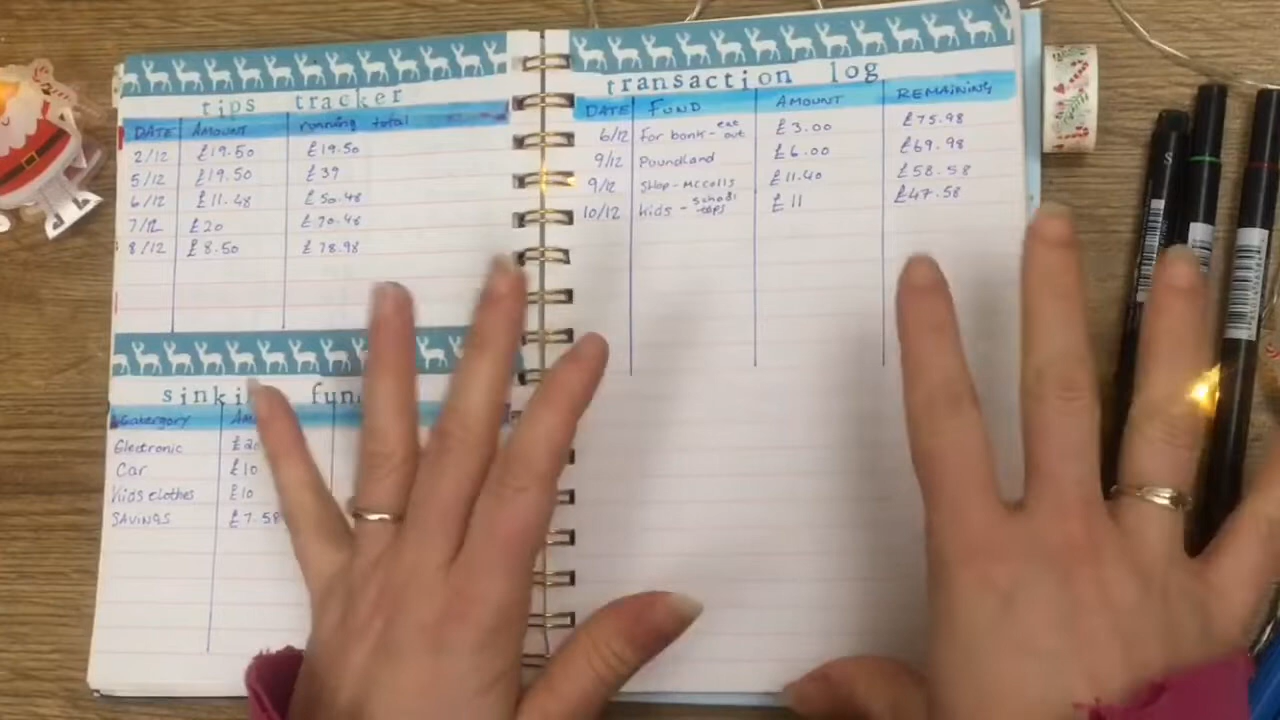 tips tracker
DATE AMOUNT running total
2/12 £19.50 £19.50
5/12 £19.50 £39
6/12 £11.48 £50.48
7/12 £20 £70.48
8/12 £8.50 £78.98
Catergory
Electronic £20
Car £10
Kids clothes £10
SAVINGS £7.58
transaction log
DATE FUND AMOUNT REMAINING
6/12 For bank - eat out £3.00 £75.98
9/12 Poundland £6.00 £69.98
9/12 Shop - McColls £11.40 £58.58
10/12 kids - school tops £11 £47.58